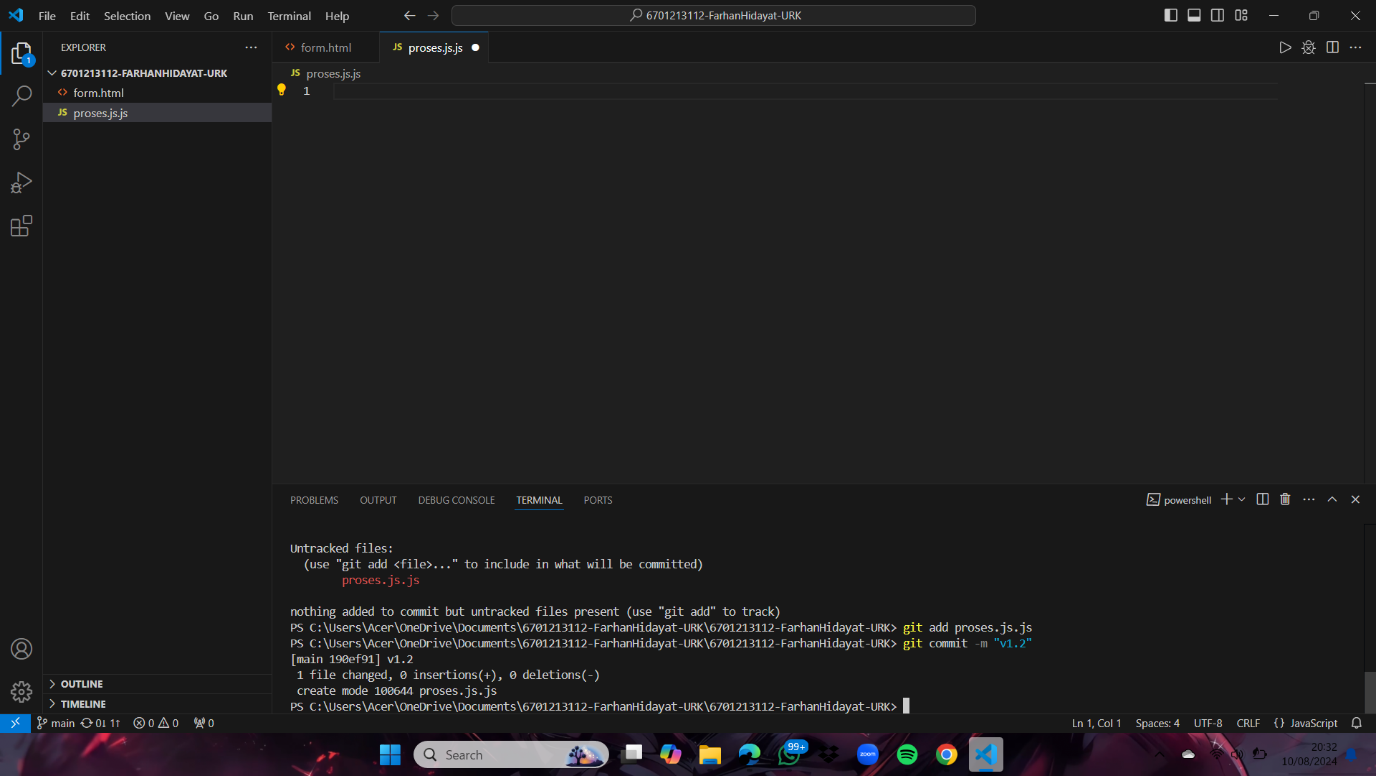 File Edit Selection View Go Run Terminal Help
6701213112-FarhanHidayat-URK
EXPLORER
form.html
JS proses.js.js
1
6701213112-FARHANHIDAYAT-URK
JS proses.js.js
form.html
1
JS proses.js.js
PROBLEMS OUTPUT DEBUG CONSOLE TERMINAL PORTS
powershell
Untracked files:
(use "git add <file>..." to include in what will be committed)
proses.js.js
nothing added to commit but untracked files present (use "git add" to track)
PS C:\Users\Acer\OneDrive\Documents\6701213112-FarhanHidayat-URK\6701213112-FarhanHidayat-URK> git add proses.js.js
PS C:\Users\Acer\OneDrive\Documents\6701213112-FarhanHidayat-URK\6701213112-FarhanHidayat-URK> git commit -m "v1.2"
[main 190ef91] v1.2
1 file changed, 0 insertions(+), 0 deletions(-)
create mode 100644 proses.js.js
PS C:\Users\Acer\OneDrive\Documents\6701213112-FarhanHidayat-URK\6701213112-FarhanHidayat-URK>
OUTLINE
TIMELINE
main 0↓ 1↑ 0 0 0
Ln 1, Col 1 Spaces: 4 UTF-8 CRLF {} JavaScript
Search
99+
zoom
20:32
10/08/2024